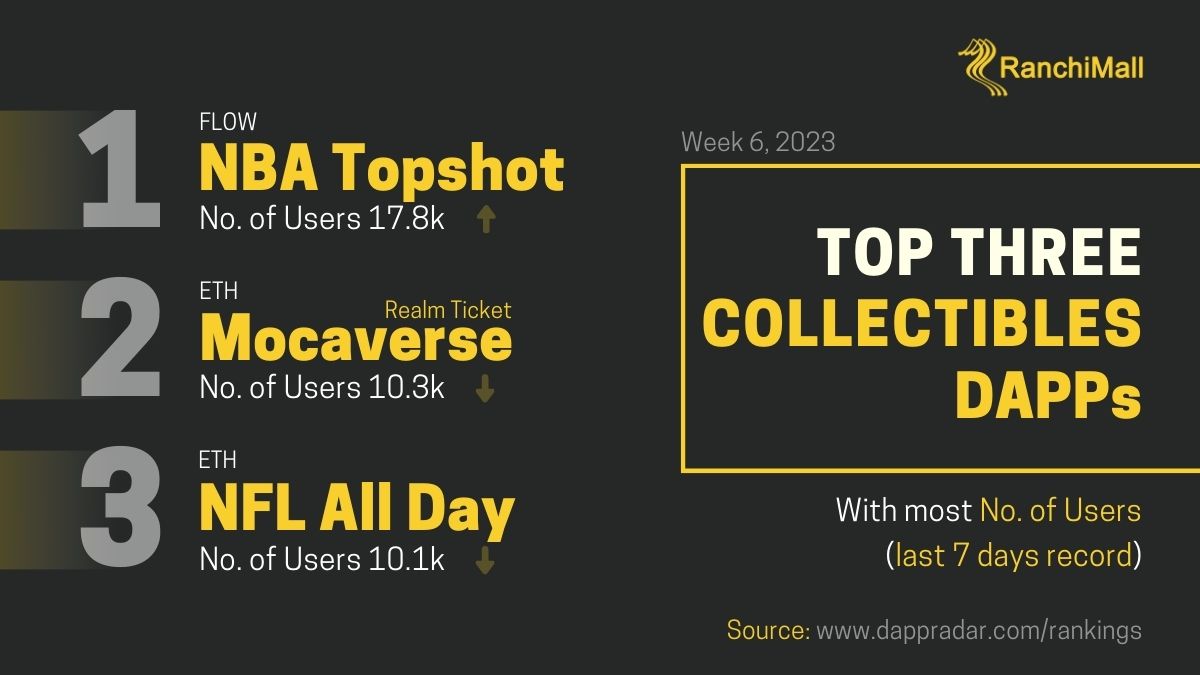 RanchiMall
Week 6, 2023
TOP THREE
COLLECTIBLES
DAPPs
With most No. of Users
(last 7 days record)
Source: www.dappradar.com/rankings
1
FLOW
NBA Topshot
No. of Users 17.8k
2
ETH
Realm Ticket
Mocaverse
No. of Users 10.3k
3
ETH
NFL All Day
No. of Users 10.1k